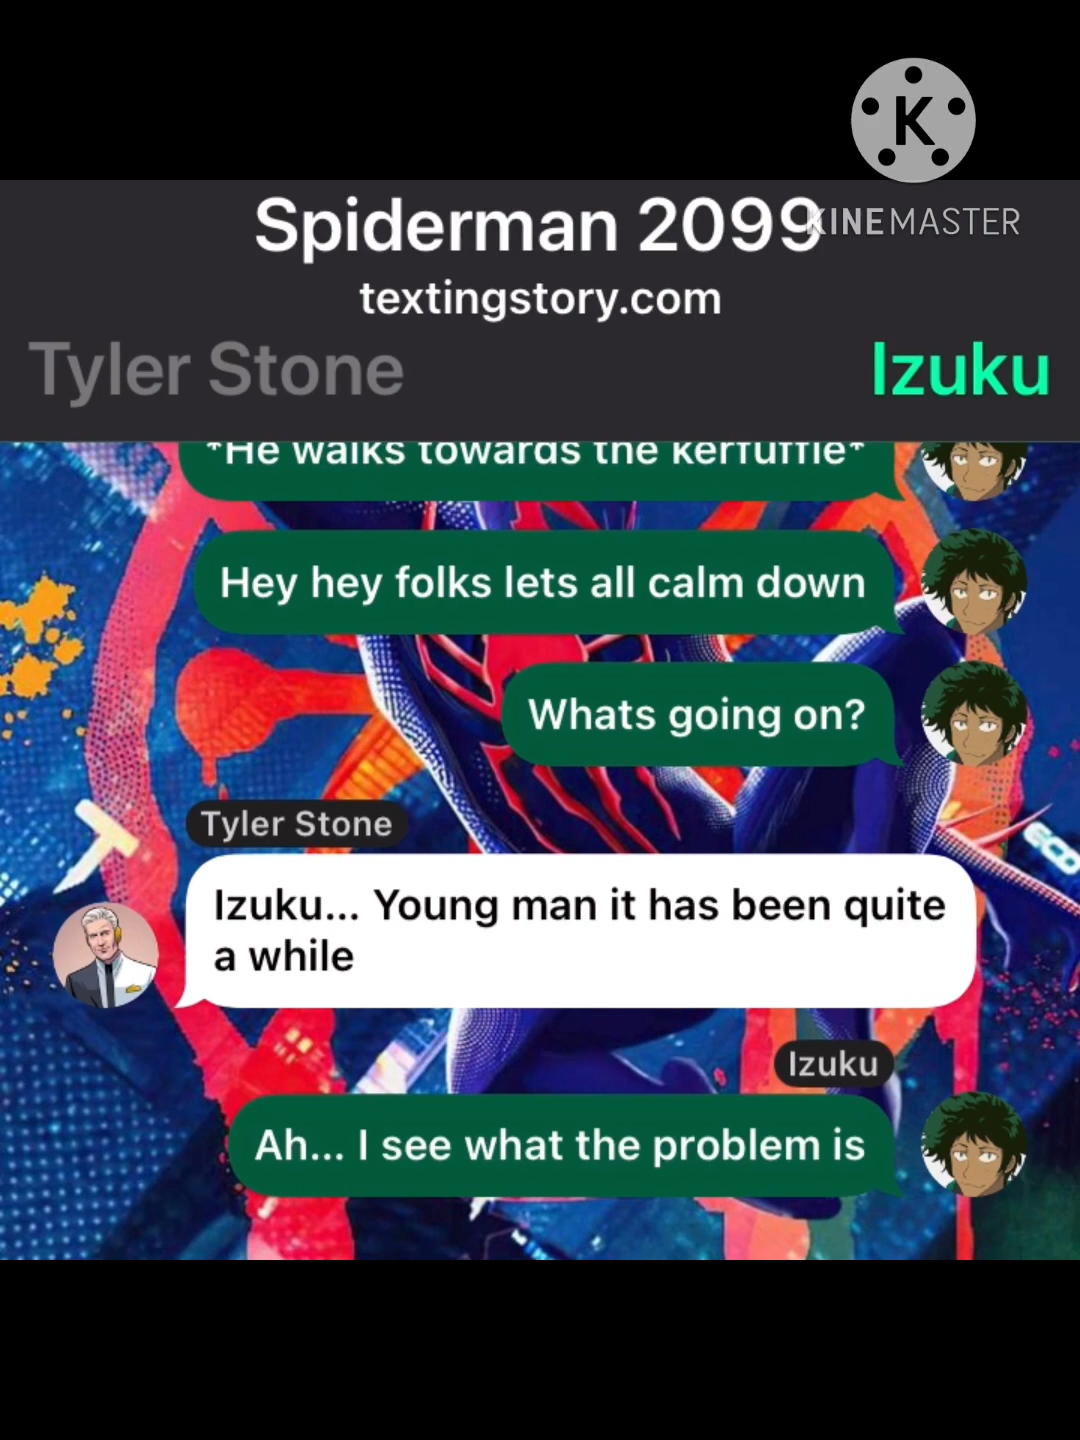 K
KINEMASTER
Spiderman 2099
textingstory.com
Tyler Stone
Izuku
*He walks towards the kerfuffle*
Hey hey folks lets all calm down
Whats going on?
Tyler Stone
Izuku... Young man it has been quite
a while
Izuku
Ah... I see what the problem is